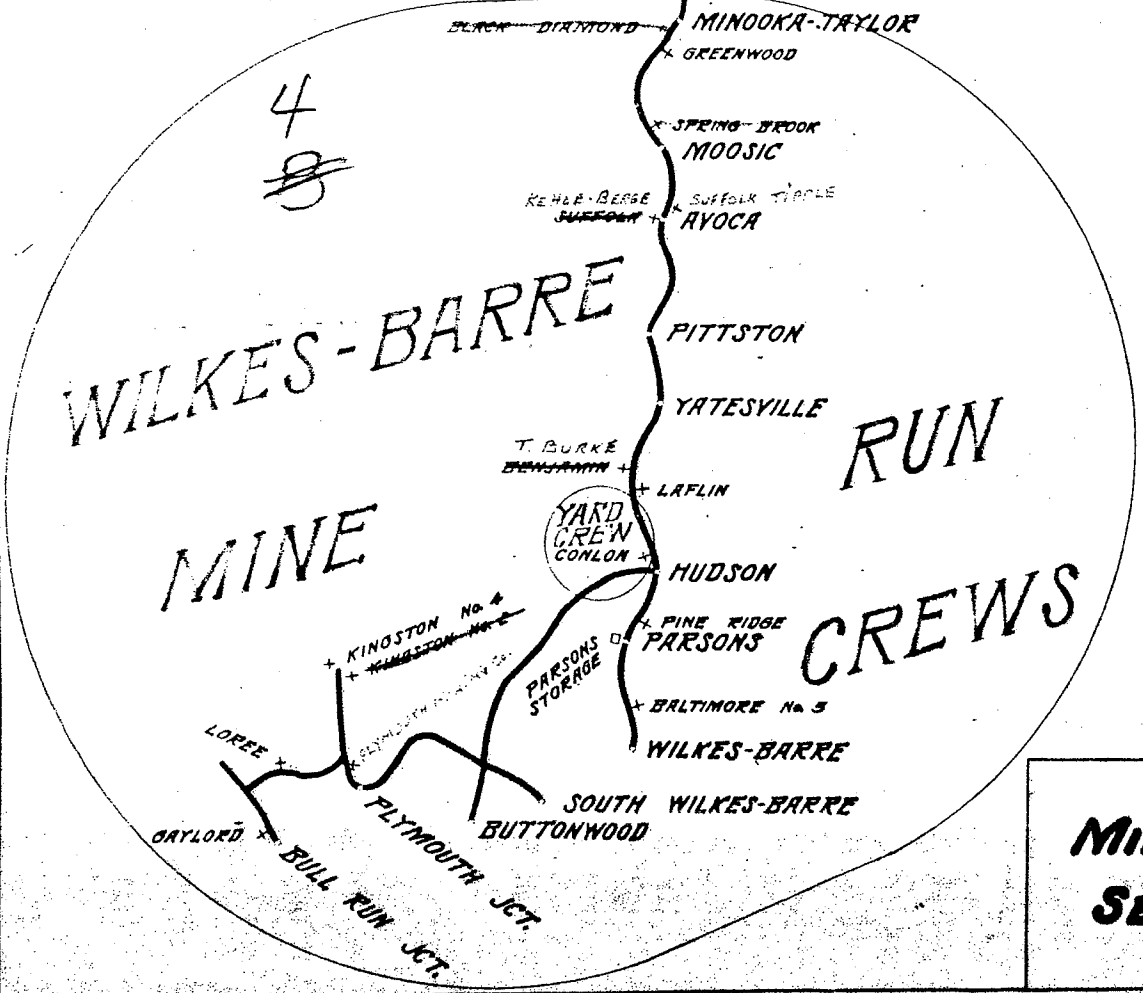 BLACK DIAMOND
MINOOKA-TAYLOR
GREENWOOD
4
8
SPRING BROOK
MOOSIC
KEHLE-BERGE
SUFFOLK TIPPLE
SUFFOLK
AVOCA
WILKES-BARRE
PITTSTON
YATESVILLE
RUN
T. BURKE
BENJAMIN
LAFLIN
MINE
YARD
CREW
CONLON
HUDSON
CREWS
PINE RIDGE
PARSONS
PARSONS
STORAGE
KINGSTON No. 4
KINGSTON No. 2
PLYMOUTH
BALTIMORE No 5
WILKES-BARRE
LOREE
SOUTH WILKES-BARRE
BUTTONWOOD
PLYMOUTH JCT.
GAYLORD
BULL RUN JCT.
MI
SE